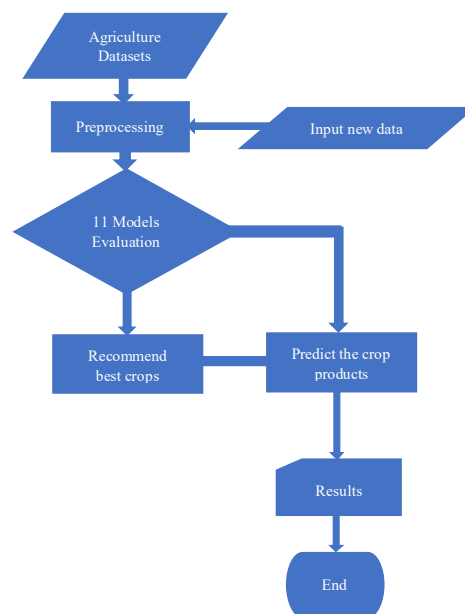 Agriculture
Datasets
Preprocessing
Input new data
11 Models
Evaluation
Recommend
best crops
Predict the crop
products
Results
End